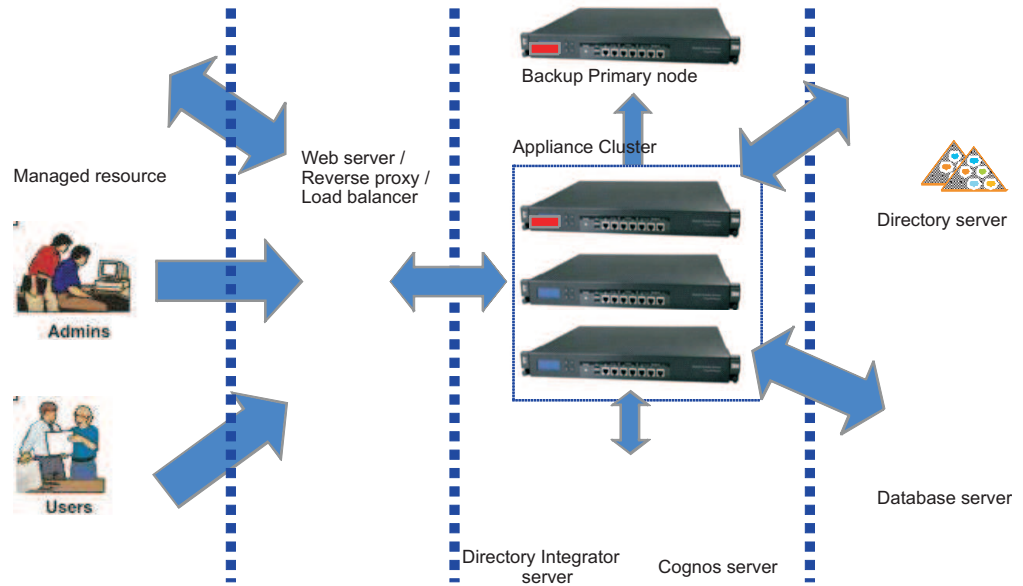 Backup Primary node
Appliance Cluster
Managed resource
Web server /
Reverse proxy /
Load balancer
Directory server
Admins
Users
Database server
Directory Integrator
server
Cognos server